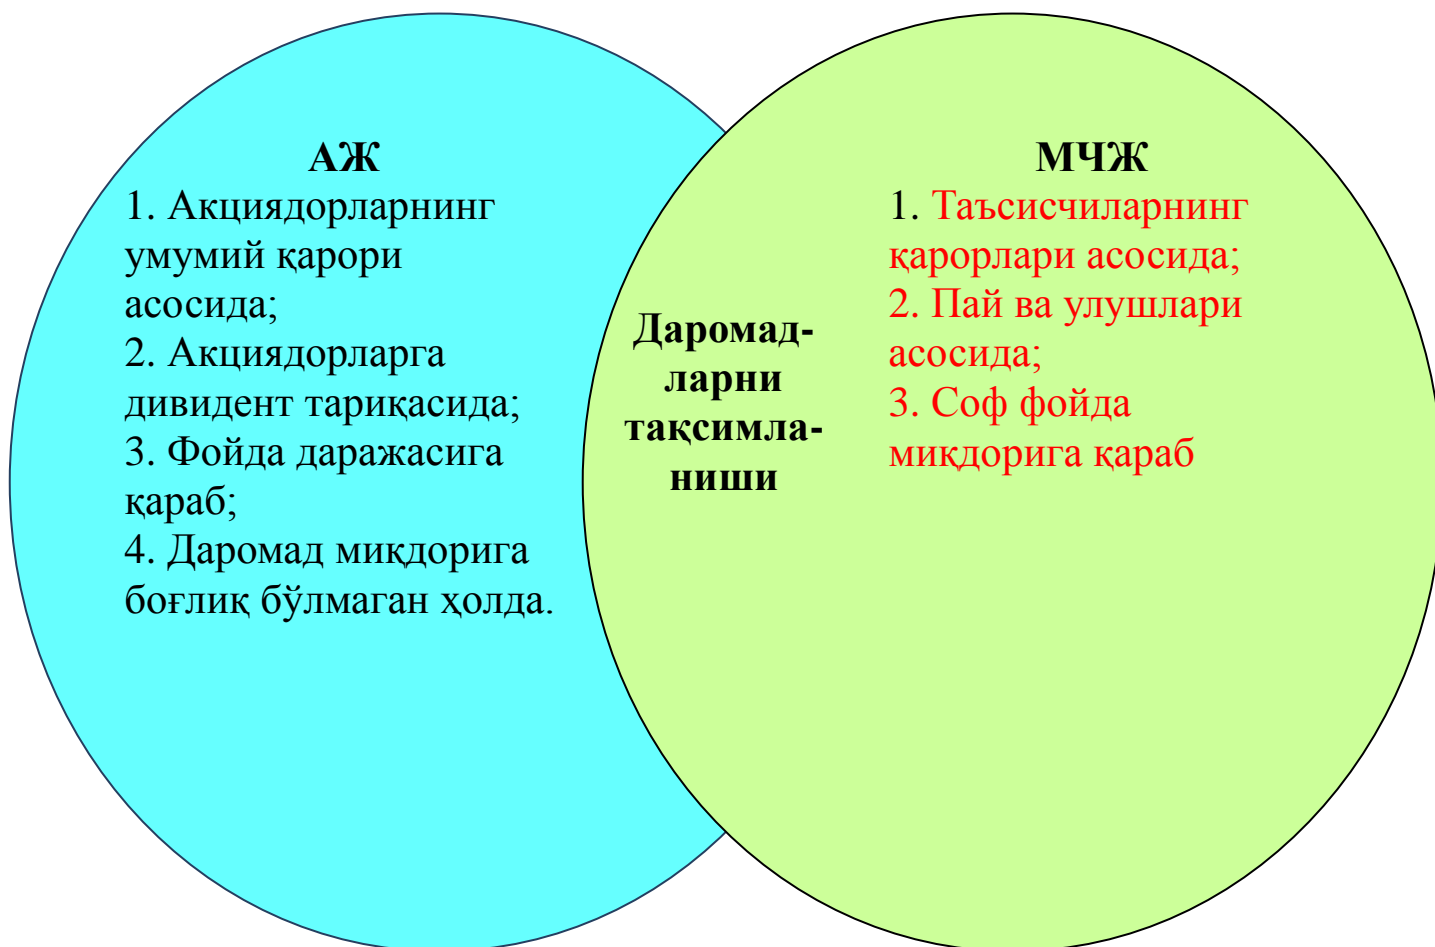 АЖ
1. Акциядорларнинг
умумий қарори
асосида;
2. Акциядорларга
дивидент тариқасида;
3. Фойда даражасига
қараб;
4. Даромад миқдорига
боғлиқ бўлмаган ҳолда.
Даромад-
ларни
тақсимла-
ниши
МЧЖ
1. Таъсисчиларнинг
қарорлари асосида;
2. Пай ва улушлари
асосида;
3. Соф фойда
миқдорига қараб